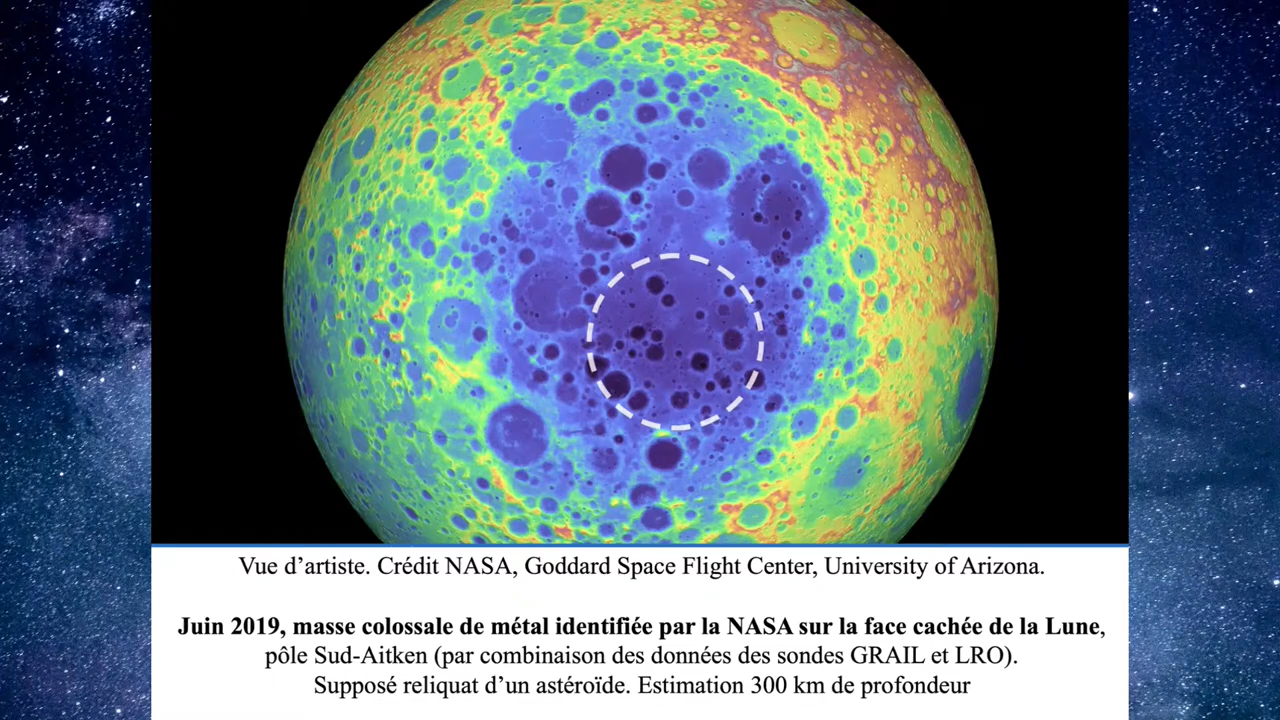 Vue d’artiste. Crédit NASA, Goddard Space Flight Center, University of Arizona.
Juin 2019, masse colossale de métal identifiée par la NASA sur la face cachée de la Lune,
pôle Sud-Aitken (par combinaison des données des sondes GRAIL et LRO).
Supposé reliquat d’un astéroïde. Estimation 300 km de profondeur